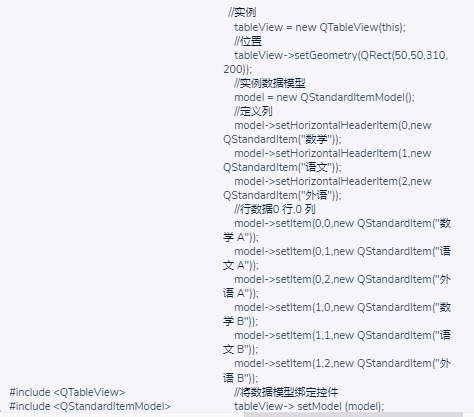 //实例
tableView = new QTableView(this);
//位置
tableView->setGeometry(QRect(50,50,310,
200));
//实例数据模型
model = new QStandardItemModel();
//定义列
model->setHorizontalHeaderItem(0,new
QStandardItem("数学"));
model->setHorizontalHeaderItem(1,new
QStandardItem("语文"));
model->setHorizontalHeaderItem(2,new
QStandardItem("外语"));
//行数据0 行,0 列
model->setItem(0,0,new QStandardItem("数
学 A"));
model->setItem(0,1,new QStandardItem("语
文 A"));
model->setItem(0,2,new QStandardItem("外
语 A"));
model->setItem(1,0,new QStandardItem("数
学 B"));
model->setItem(1,1,new QStandardItem("语
文 B"));
model->setItem(1,2,new QStandardItem("外
语 B"));
#include <QTableView>
#include <QStandardItemModel>
//将数据模型绑定控件
tableView-> setModel (model);